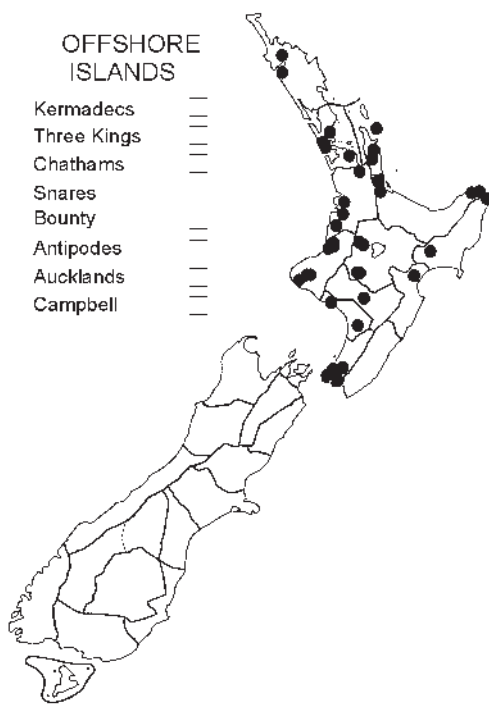 OFFSHORE
ISLANDS
Kermadecs
Three Kings
Chathams
Snares
Bounty
Antipodes
Aucklands
Campbell